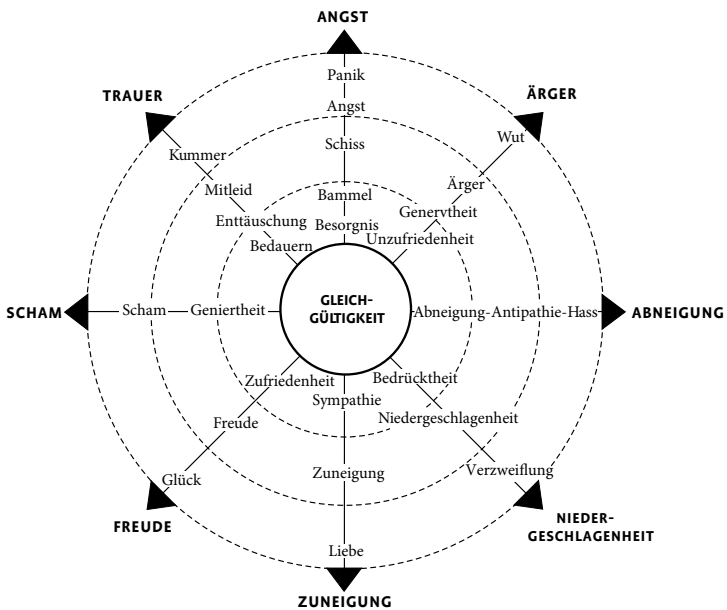 ANGST
TRAUER
ÄRGER
Panik
Angst
Wut
Schiss
Kummer
Mitleid
Ärger
Bammel
Genervtheit
Enttäuschung
Besorgnis
Unzufriedenheit
Bedauern
SCHAM
Scham
Geniertheit
GLEICH-
GÜLTIGKEIT
Abneigung-Antipathie-Hass
ABNEIGUNG
Zufriedenheit
Bedrücktheit
Sympathie
Freude
Niedergeschlagenheit
Glück
Zuneigung
Verzweiflung
FREUDE
NIEDER-
GESCHLAGENHEIT
Liebe
ZUNEIGUNG